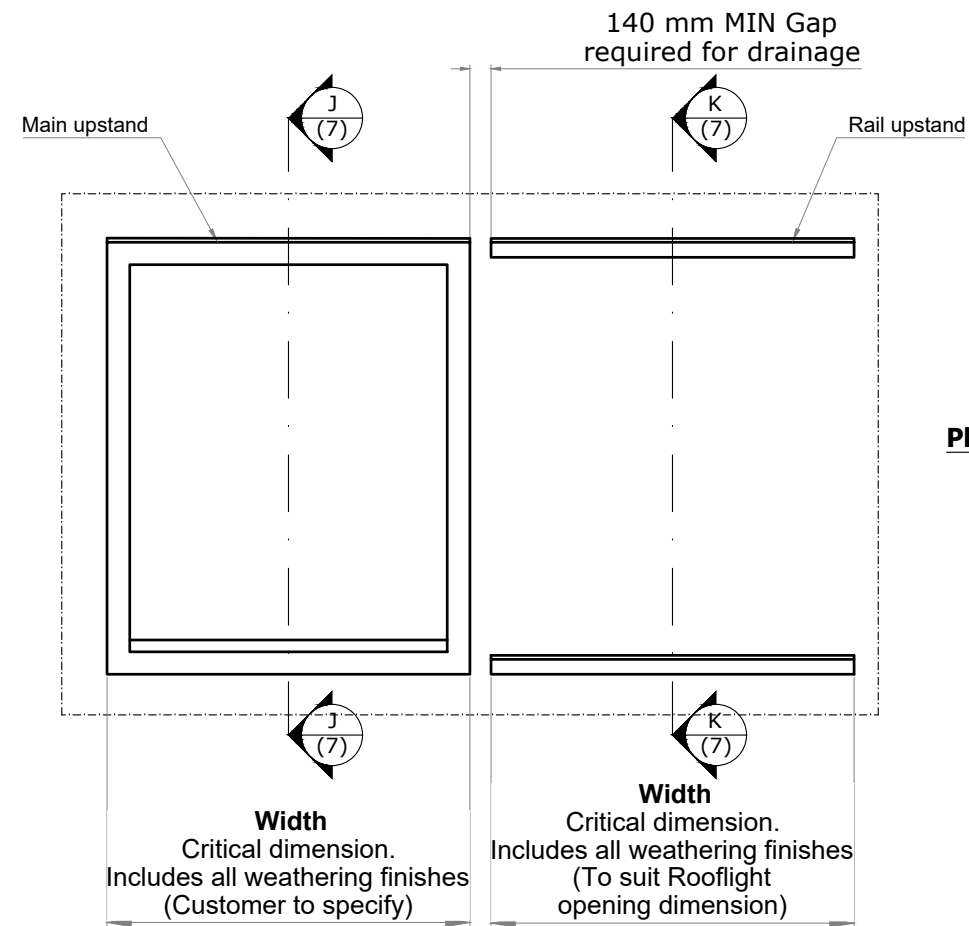 140 mm MIN Gap
required for drainage
J
(7)
K
(7)
Main upstand
Rail upstand
J
(7)
K
(7)
Width
Critical dimension.
Includes all weathering finishes
(Customer to specify)
Width
Critical dimension.
Includes all weathering finishes
(To suit Rooflight
opening dimension)